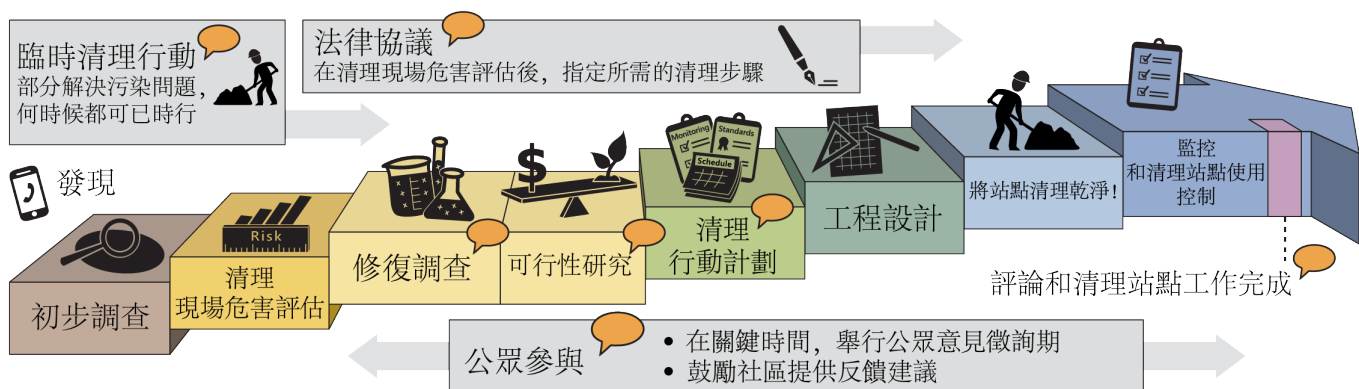 臨時清理行動
部分解決污染問題,
何時候都可已時行
法律協議
在清理現場危害評估後, 指定所需的清理步驟
發現
初步調查
Risk
清理
現場危害評估
修復調查
$
可行性研究
Monitoring
Standards
Schedule
清理
行動計劃
工程設計
將站點清理乾淨!
監控
和清理站點使用
控制
評論和清理站點工作完成
公眾參與
• 在關鍵時間, 舉行公眾意見徵詢期
• 鼓勵社區提供反饋建議